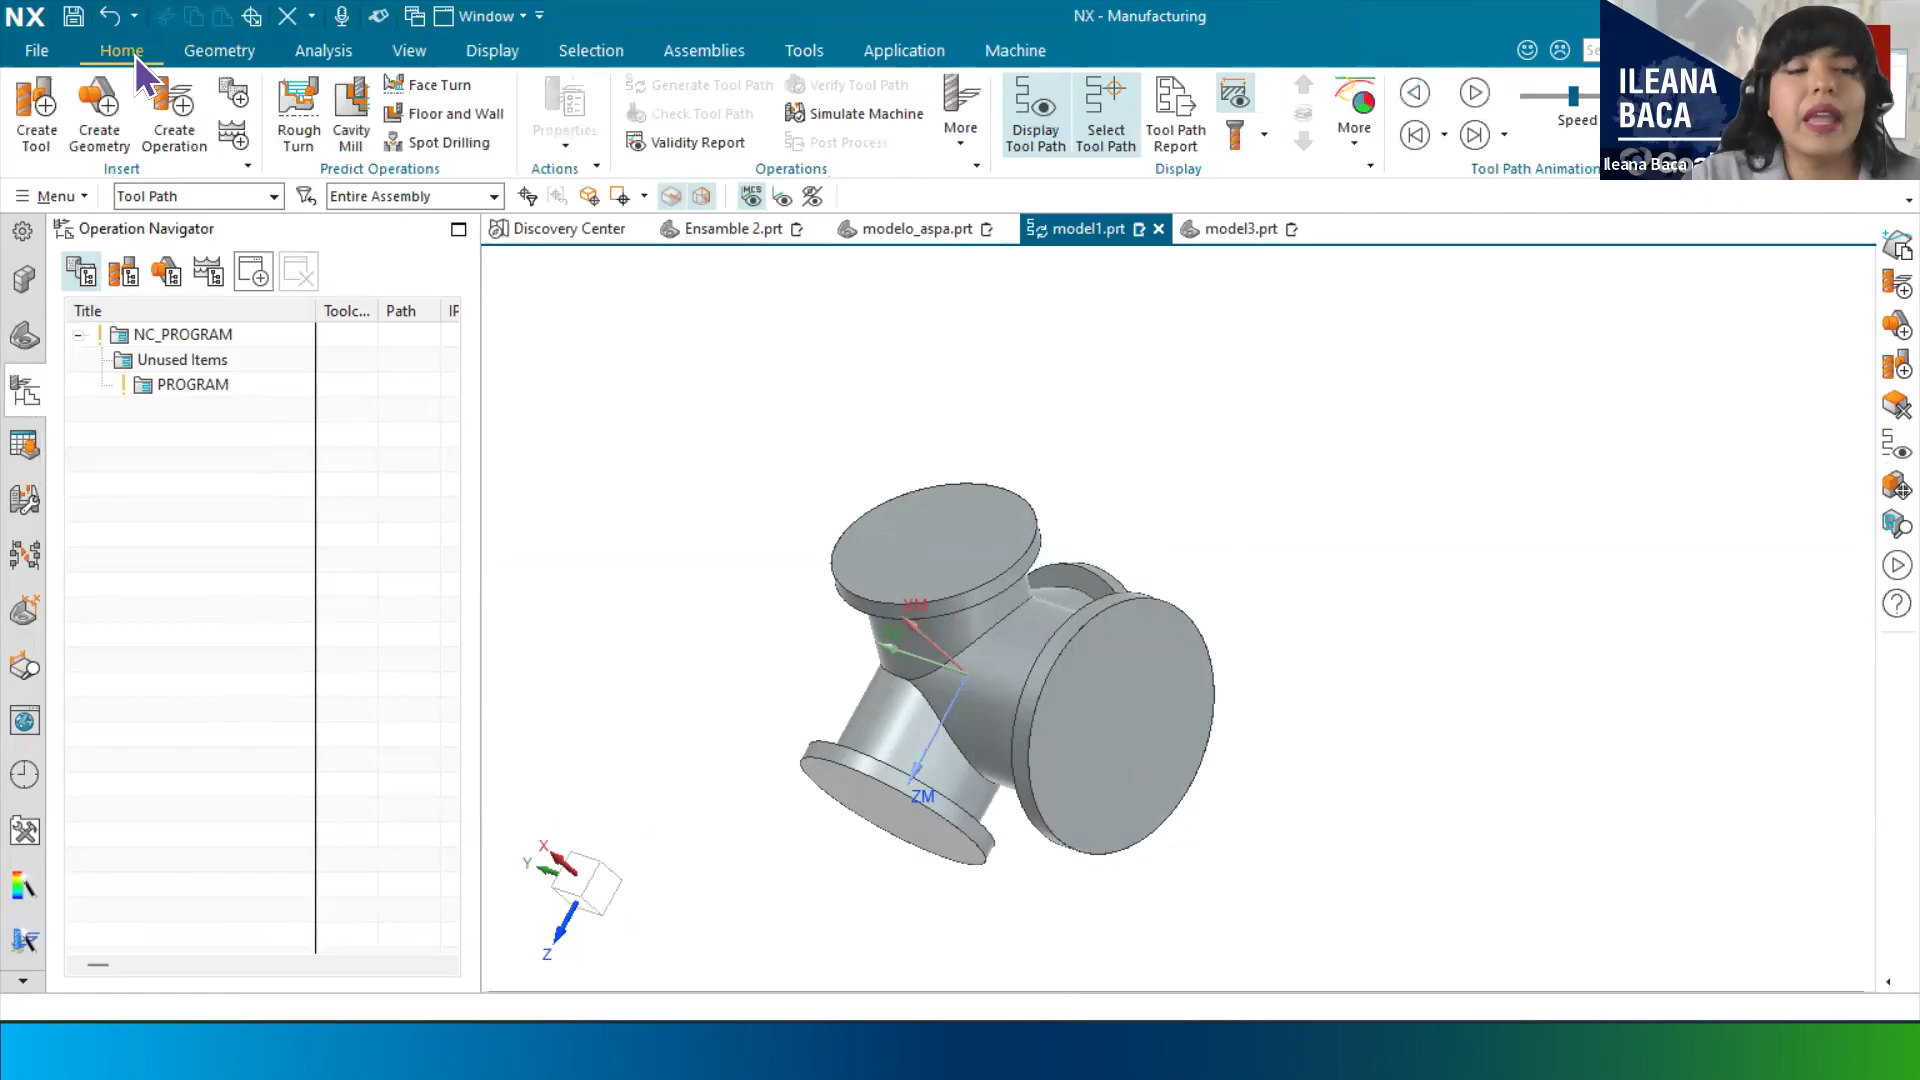 NX
Window
NX - Manufacturing
File
Home
Geometry
Analysis
View
Display
Selection
Assemblies
Tools
Application
Machine
Create Tool
Create Geometry
Create Operation
Insert
Rough Turn
Cavity Mill
Face Turn
Floor and Wall
Spot Drilling
Predict Operations
Properties
Actions
Generate Tool Path
Check Tool Path
Validity Report
Verify Tool Path
Simulate Machine
Post Process
More
Operations
Display Tool Path
Select Tool Path
Tool Path Report
More
Display
Speed
Tool Path Animation
ILEANA
BACA
Ileana Baca
Menu
Tool Path
Entire Assembly
MCS
Operation Navigator
Discovery Center
Ensamble 2.prt
modelo_aspa.prt
model1.prt
model3.prt
Title
Toolc...
Path
IP
NC_PROGRAM
Unused Items
PROGRAM
XM
ZM
X
Y
Z